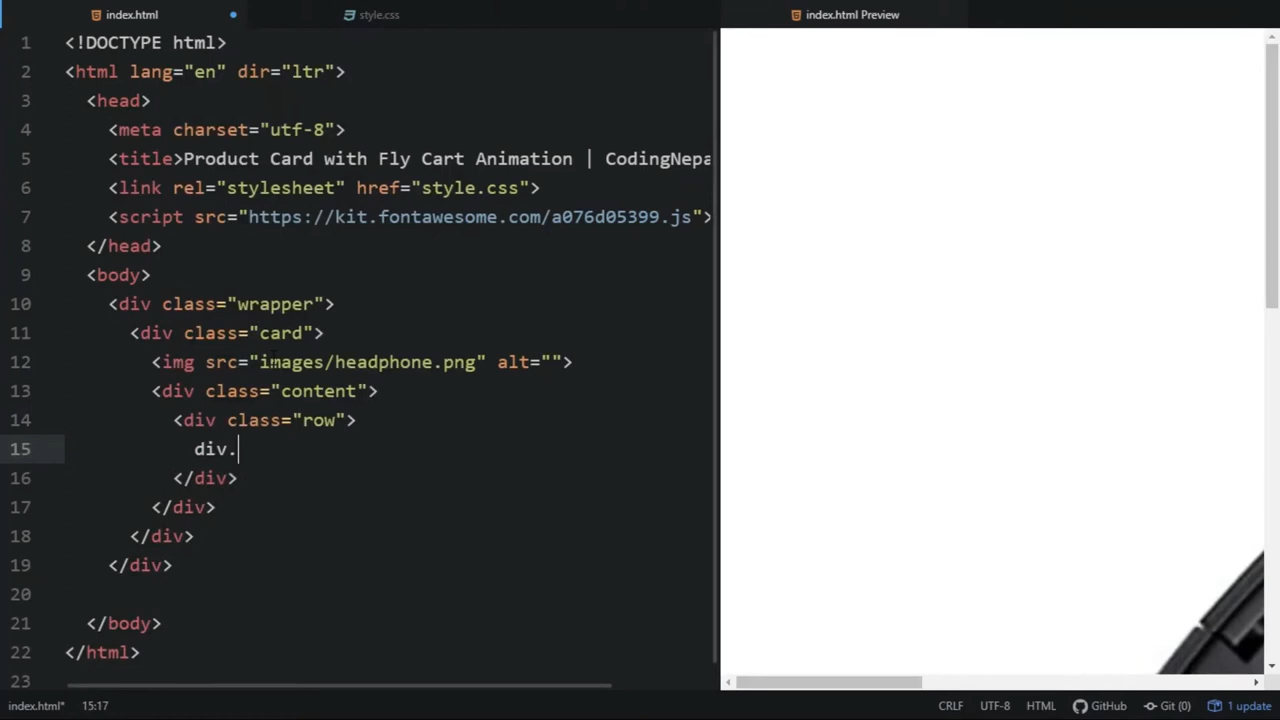 index.html
style.css
index.html Preview
1 <!DOCTYPE html>
2 <html lang="en" dir="ltr">
3 <head>
4 <meta charset="utf-8">
5 <title>Product Card with Fly Cart Animation | CodingNepa
6 <link rel="stylesheet" href="style.css">
7 <script src="https://kit.fontawesome.com/a076d05399.js">
8 </head>
9 <body>
10 <div class="wrapper">
11 <div class="card">
12 <img src="images/headphone.png" alt="">
13 <div class="content">
14 <div class="row">
15 div.
16 </div>
17 </div>
18 </div>
19 </div>
20
21 </body>
22 </html>
23
index.html* 15:17 CRLF UTF-8 HTML GitHub Git (0) 1 update